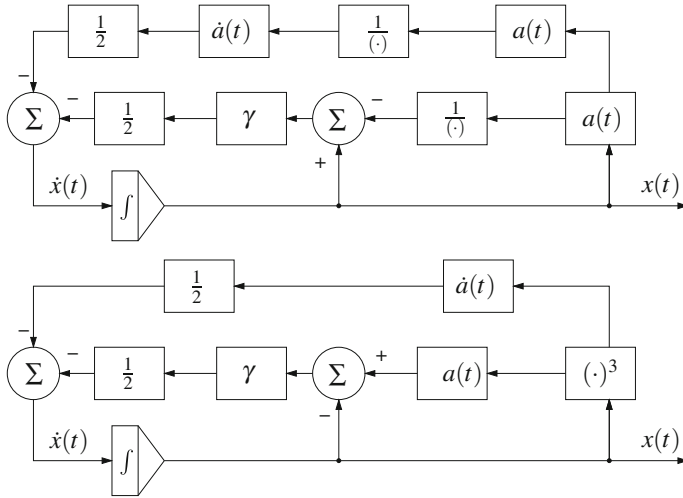 1/2 ȧ(t) 1/(·) a(t)
−
Σ − 1/2 γ Σ − 1/(·) a(t)
+
ẋ(t) ∫ x(t)
1/2 ȧ(t)
−
Σ − 1/2 γ Σ + a(t) (·)³
−
ẋ(t) ∫ x(t)